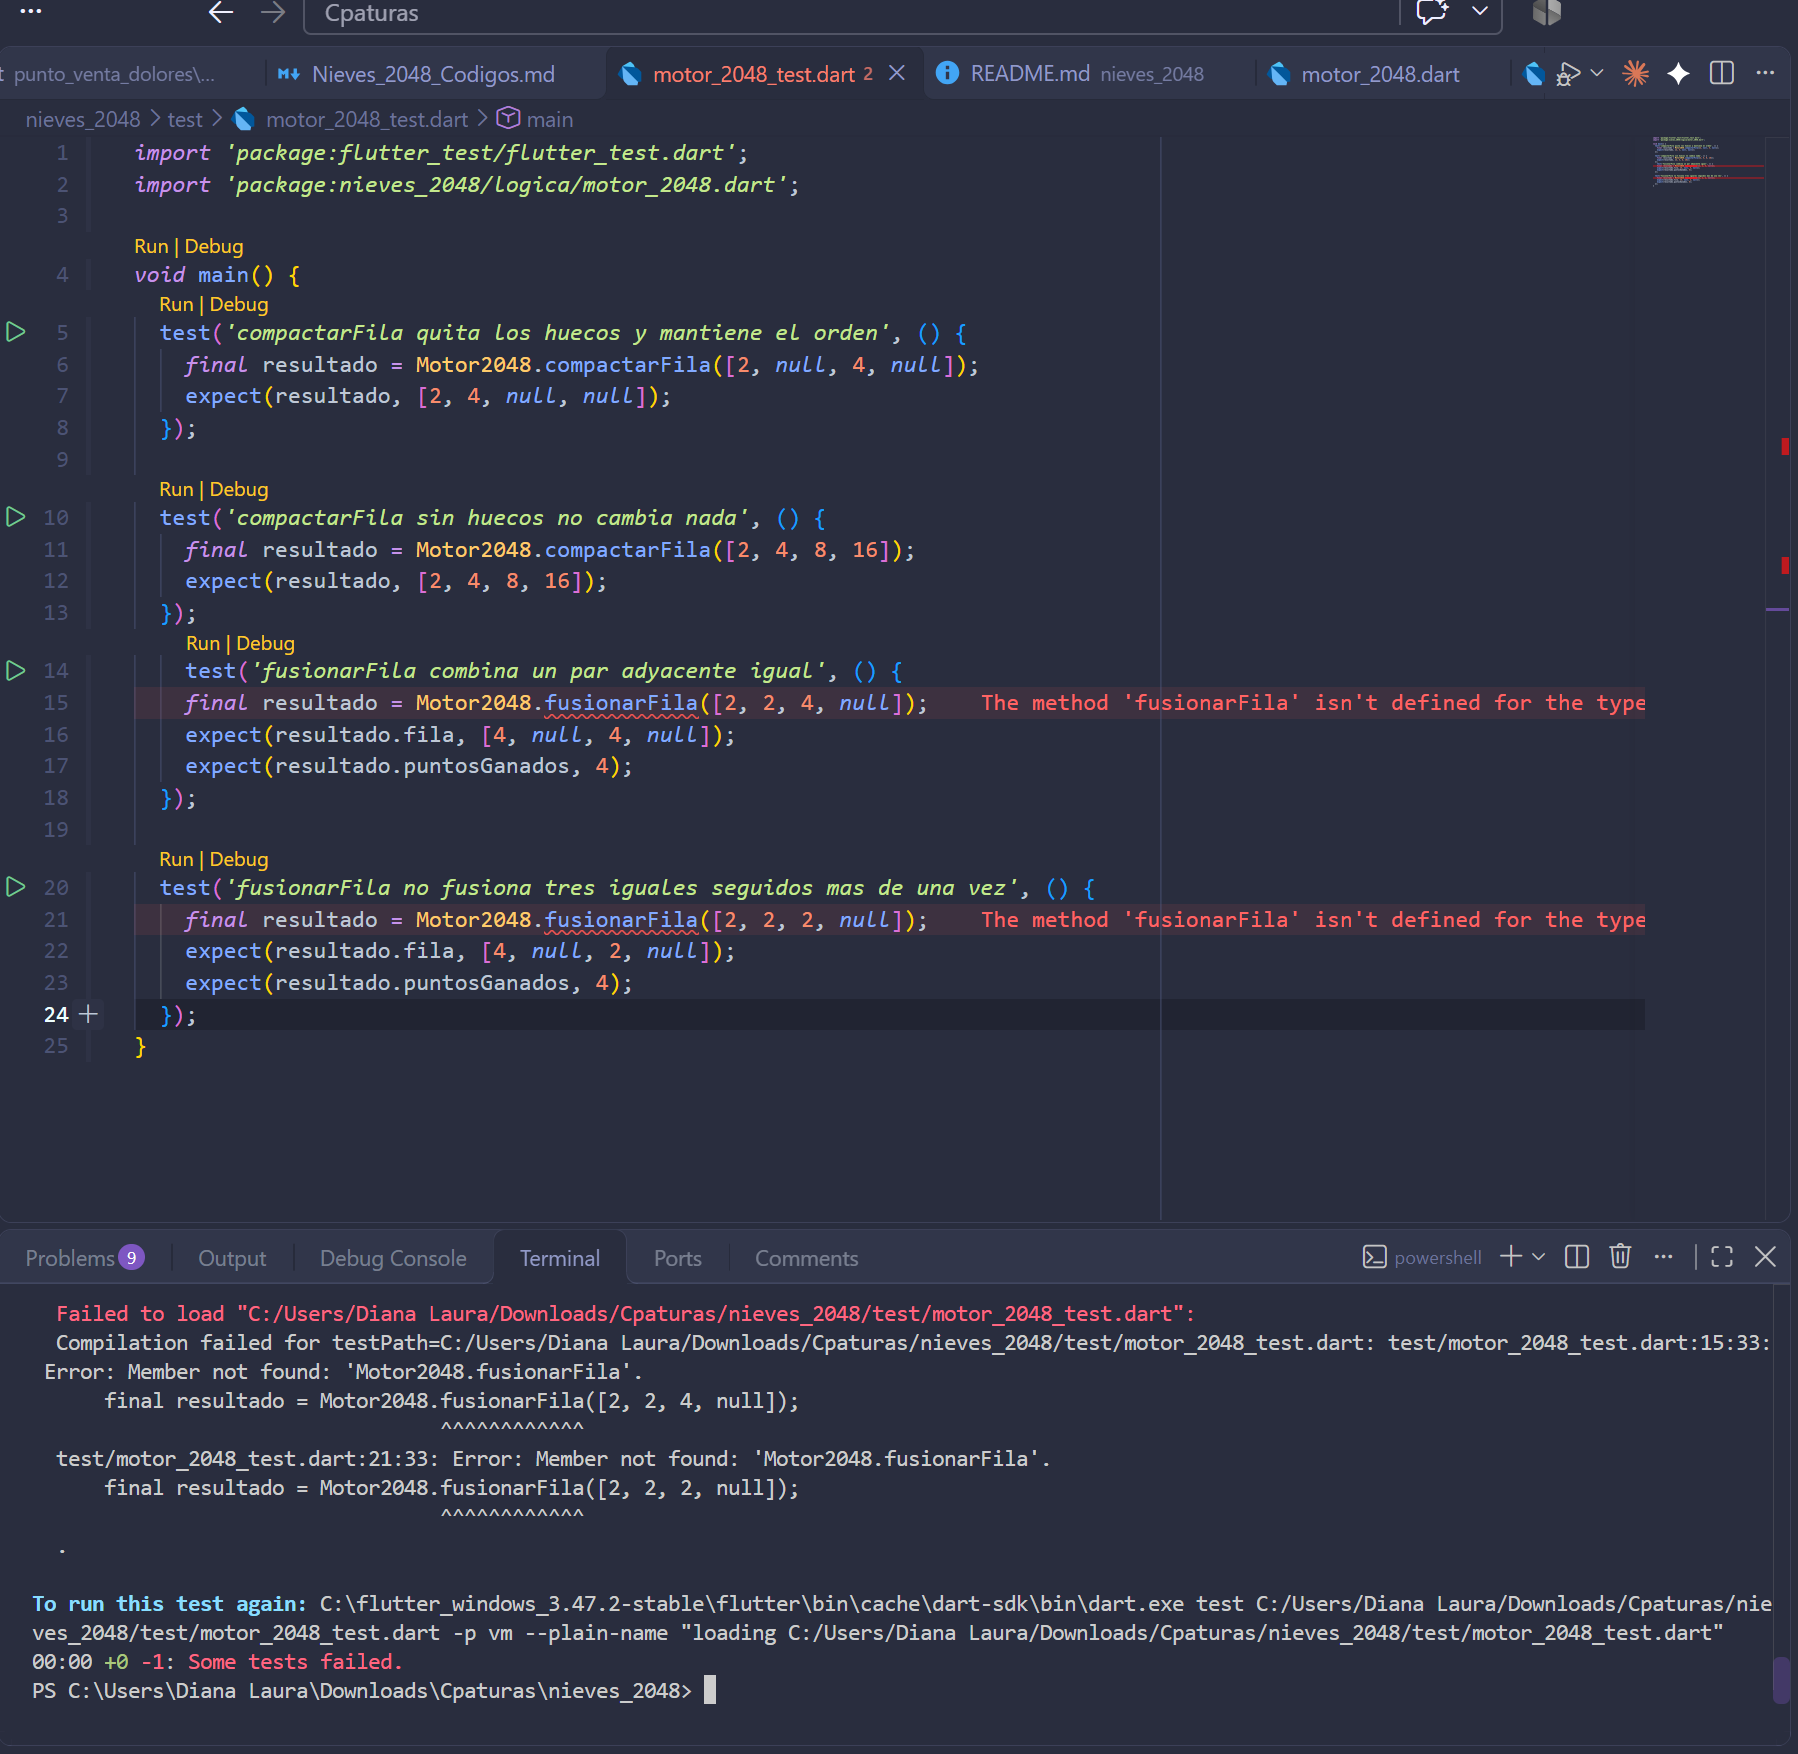 Cpaturas
punto_venta_dolores\... Nieves_2048_Codigos.md motor_2048_test.dart 2 README.md nieves_2048 motor_2048.dart
nieves_2048 > test > motor_2048_test.dart > main
1 import 'package:flutter_test/flutter_test.dart';
2 import 'package:nieves_2048/logica/motor_2048.dart';
3
Run | Debug
4 void main() {
Run | Debug
5 test('compactarFila quita los huecos y mantiene el orden', () {
6 final resultado = Motor2048.compactarFila([2, null, 4, null]);
7 expect(resultado, [2, 4, null, null]);
8 });
9
Run | Debug
10 test('compactarFila sin huecos no cambia nada', () {
11 final resultado = Motor2048.compactarFila([2, 4, 8, 16]);
12 expect(resultado, [2, 4, 8, 16]);
13 });
Run | Debug
14 test('fusionarFila combina un par adyacente igual', () {
15 final resultado = Motor2048.fusionarFila([2, 2, 4, null]); The method 'fusionarFila' isn't defined for the type
16 expect(resultado.fila, [4, null, 4, null]);
17 expect(resultado.puntosGanados, 4);
18 });
19
Run | Debug
20 test('fusionarFila no fusiona tres iguales seguidos mas de una vez', () {
21 final resultado = Motor2048.fusionarFila([2, 2, 2, null]); The method 'fusionarFila' isn't defined for the type
22 expect(resultado.fila, [4, null, 2, null]);
23 expect(resultado.puntosGanados, 4);
24 });
25 }
Problems 9 Output Debug Console Terminal Ports Comments powershell
Failed to load "C:/Users/Diana Laura/Downloads/Cpaturas/nieves_2048/test/motor_2048_test.dart":
Compilation failed for testPath=C:/Users/Diana Laura/Downloads/Cpaturas/nieves_2048/test/motor_2048_test.dart: test/motor_2048_test.dart:15:33:
Error: Member not found: 'Motor2048.fusionarFila'.
final resultado = Motor2048.fusionarFila([2, 2, 4, null]);
^^^^^^^^^^^^
test/motor_2048_test.dart:21:33: Error: Member not found: 'Motor2048.fusionarFila'.
final resultado = Motor2048.fusionarFila([2, 2, 2, null]);
^^^^^^^^^^^^
.
To run this test again: C:\flutter_windows_3.47.2-stable\flutter\bin\cache\dart-sdk\bin\dart.exe test C:/Users/Diana Laura/Downloads/Cpaturas/nie
ves_2048/test/motor_2048_test.dart -p vm --plain-name "loading C:/Users/Diana Laura/Downloads/Cpaturas/nieves_2048/test/motor_2048_test.dart"
00:00 +0 -1: Some tests failed.
PS C:\Users\Diana Laura\Downloads\Cpaturas\nieves_2048>